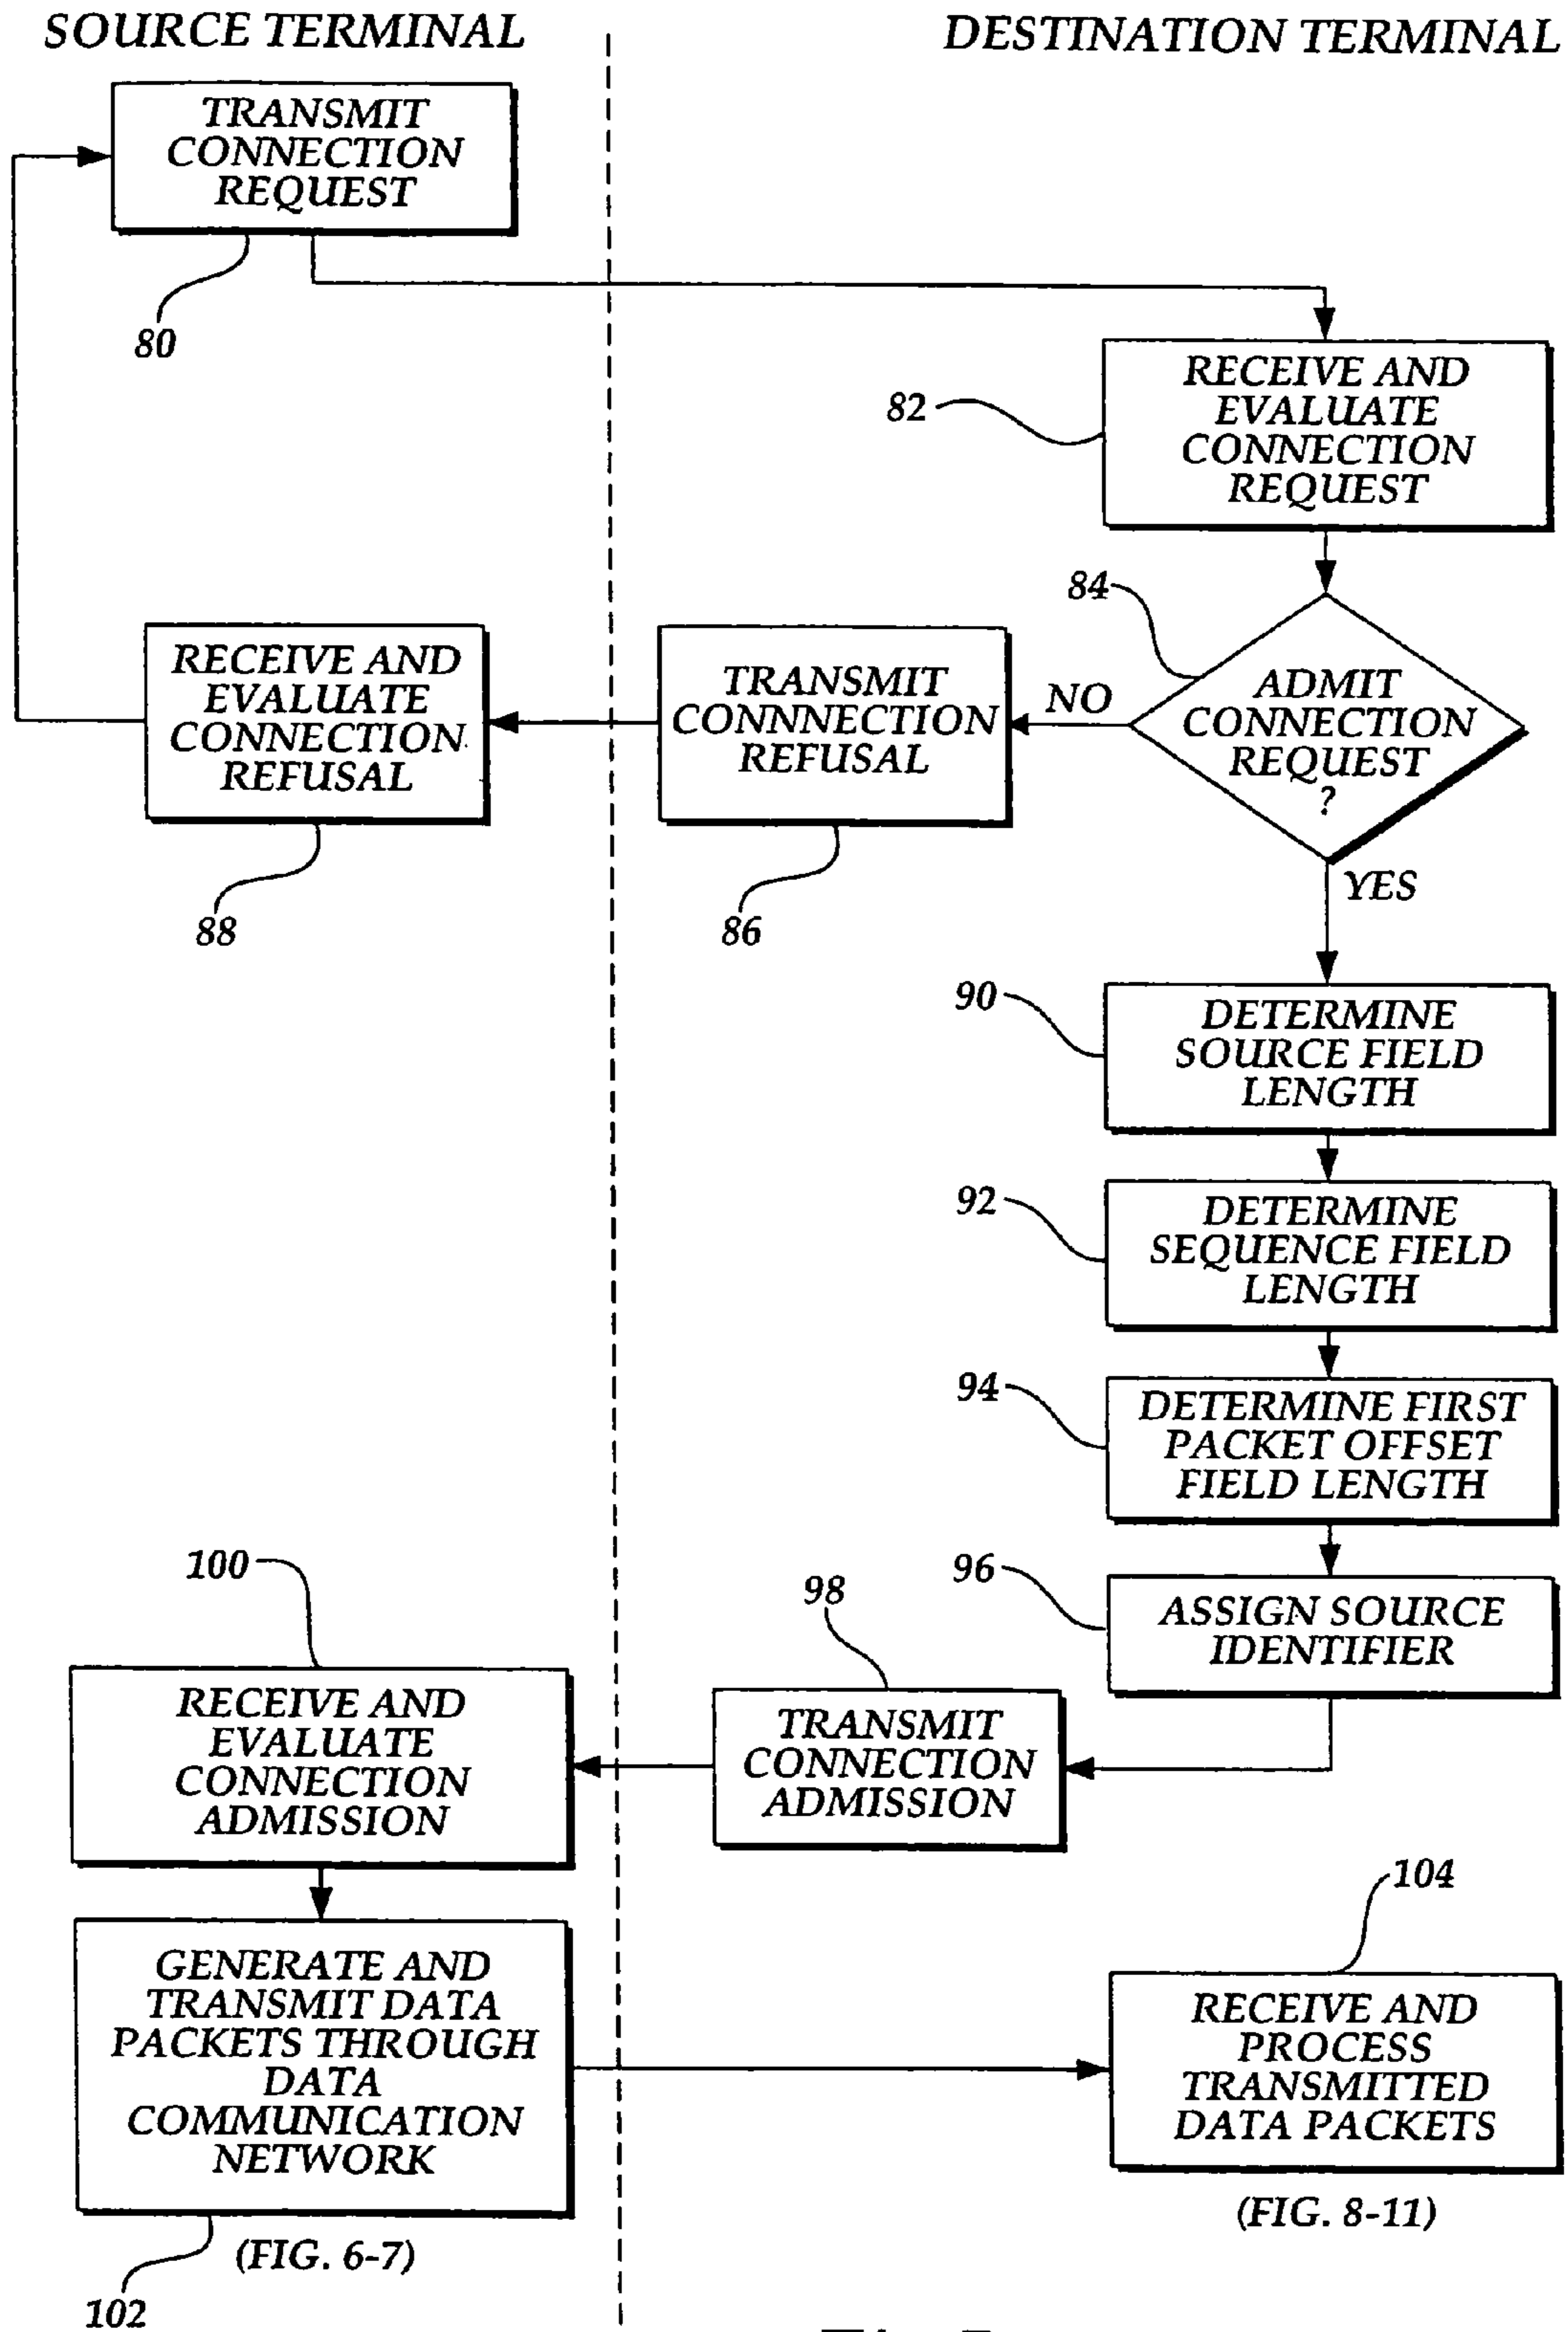 SOURCE TERMINAL
DESTINATION TERMINAL
TRANSMIT
CONNECTION
REQUEST
80
RECEIVE AND
EVALUATE
CONNECTION
REQUEST
82
84
ADMIT
CONNECTION
REQUEST
?
NO
YES
TRANSMIT
CONNNECTION
REFUSAL
86
RECEIVE AND
EVALUATE
CONNECTION
REFUSAL
88
90
DETERMINE
SOURCE FIELD
LENGTH
92
DETERMINE
SEQUENCE FIELD
LENGTH
94
DETERMINE FIRST
PACKET OFFSET
FIELD LENGTH
96
ASSIGN SOURCE
IDENTIFIER
98
TRANSMIT
CONNECTION
ADMISSION
100
RECEIVE AND
EVALUATE
CONNECTION
ADMISSION
GENERATE AND
TRANSMIT DATA
PACKETS THROUGH
DATA
COMMUNICATION
NETWORK
102
(FIG. 6-7)
104
RECEIVE AND
PROCESS
TRANSMITTED
DATA PACKETS
(FIG. 8-11)